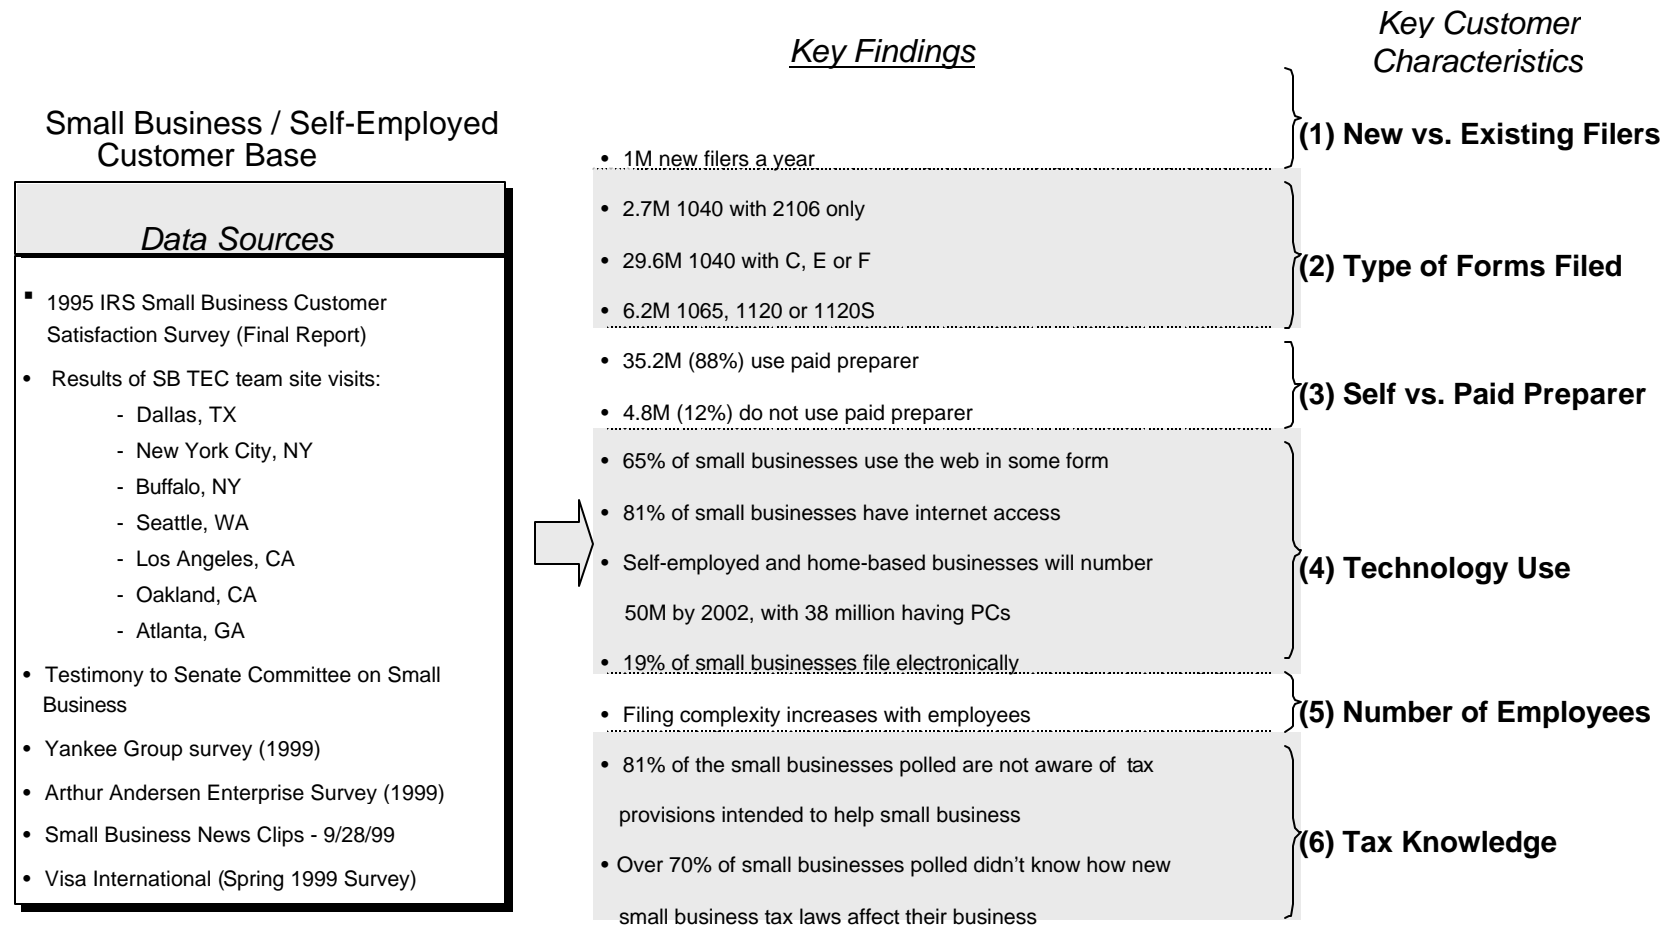 Small Business / Self-Employed
Customer Base
Data Sources
▪ 1995 IRS Small Business Customer
Satisfaction Survey (Final Report)
• Results of SB TEC team site visits:
- Dallas, TX
- New York City, NY
- Buffalo, NY
- Seattle, WA
- Los Angeles, CA
- Oakland, CA
- Atlanta, GA
• Testimony to Senate Committee on Small
Business
• Yankee Group survey (1999)
• Arthur Andersen Enterprise Survey (1999)
• Small Business News Clips - 9/28/99
• Visa International (Spring 1999 Survey)
Key Findings
• 1M new filers a year
• 2.7M 1040 with 2106 only
• 29.6M 1040 with C, E or F
• 6.2M 1065, 1120 or 1120S
• 35.2M (88%) use paid preparer
• 4.8M (12%) do not use paid preparer
• 65% of small businesses use the web in some form
• 81% of small businesses have internet access
• Self-employed and home-based businesses will number
50M by 2002, with 38 million having PCs
• 19% of small businesses file electronically
• Filing complexity increases with employees
• 81% of the small businesses polled are not aware of tax
provisions intended to help small business
• Over 70% of small businesses polled didn't know how new
small business tax laws affect their business
Key Customer
Characteristics
(1) New vs. Existing Filers
(2) Type of Forms Filed
(3) Self vs. Paid Preparer
(4) Technology Use
(5) Number of Employees
(6) Tax Knowledge